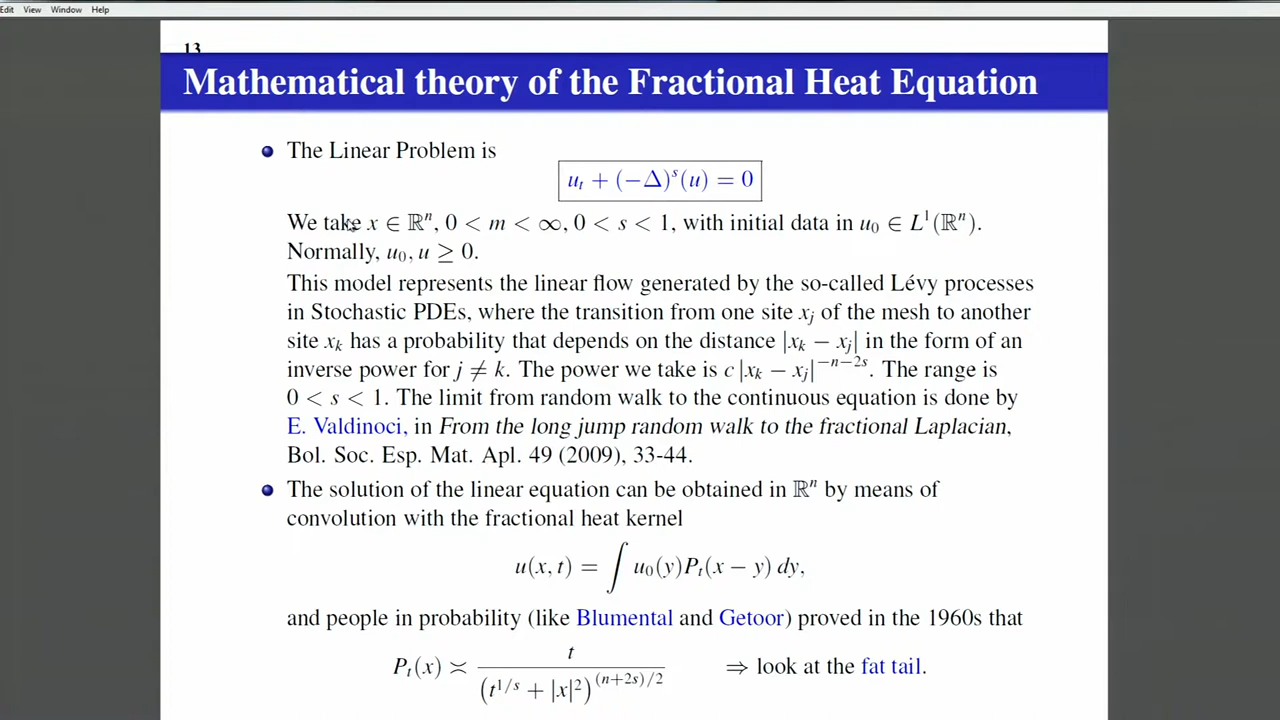 Edit View Window Help
13
Mathematical theory of the Fractional Heat Equation
The Linear Problem is
u_t + (−Δ)^s(u) = 0
We take x ∈ ℝ^n, 0 < m < ∞, 0 < s < 1, with initial data in u_0 ∈ L^1(ℝ^n).
Normally, u_0, u ≥ 0.
This model represents the linear flow generated by the so-called Lévy processes
in Stochastic PDEs, where the transition from one site x_j of the mesh to another
site x_k has a probability that depends on the distance |x_k − x_j| in the form of an
inverse power for j ≠ k. The power we take is c |x_k − x_j|^{−n−2s}. The range is
0 < s < 1. The limit from random walk to the continuous equation is done by
E. Valdinoci, in From the long jump random walk to the fractional Laplacian,
Bol. Soc. Esp. Mat. Apl. 49 (2009), 33-44.
The solution of the linear equation can be obtained in ℝ^n by means of
convolution with the fractional heat kernel
u(x, t) = ∫ u_0(y)P_t(x − y) dy,
and people in probability (like Blumental and Getoor) proved in the 1960s that
P_t(x) ≍ t / (t^{1/s} + |x|^2)^{(n+2s)/2} ⇒ look at the fat tail.